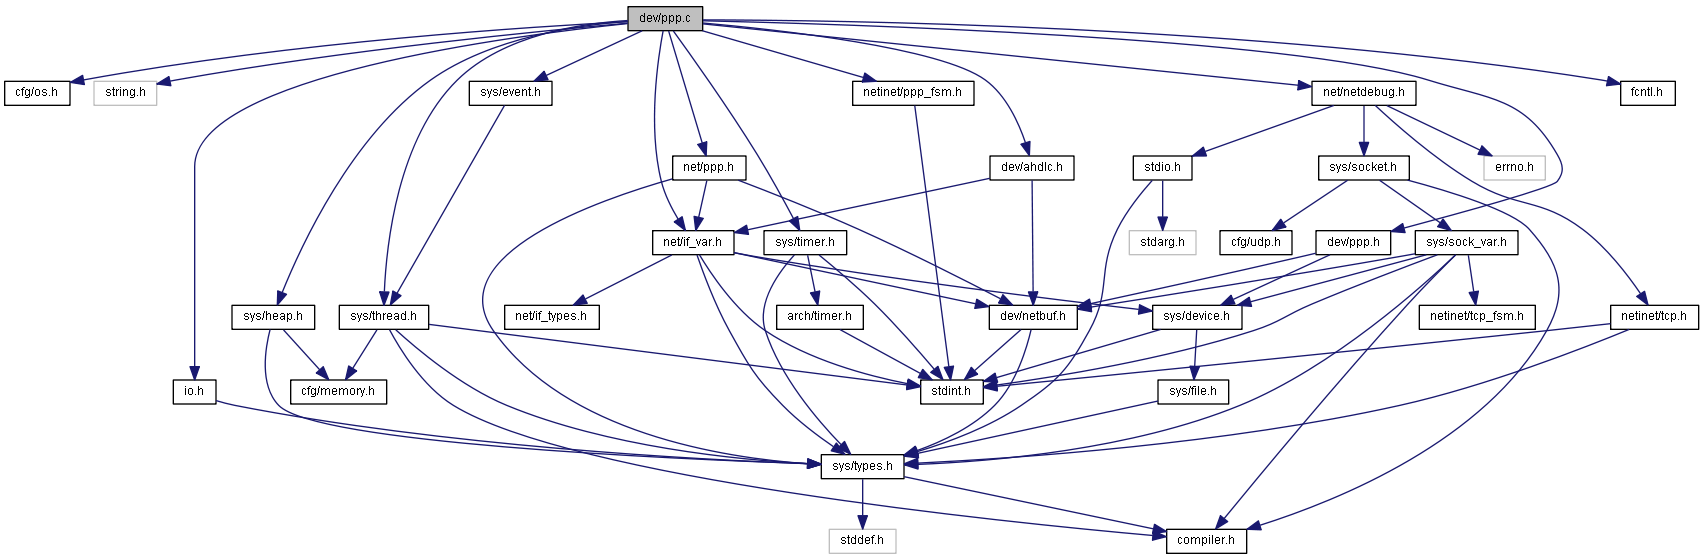 dev/ppp.c
cfg/os.h
string.h
sys/event.h
netinet/ppp_fsm.h
net/netdebug.h
fcntl.h
net/ppp.h
dev/ahdlc.h
stdio.h
sys/socket.h
errno.h
net/if_var.h
sys/timer.h
stdarg.h
cfg/udp.h
dev/ppp.h
sys/sock_var.h
sys/heap.h
sys/thread.h
net/if_types.h
arch/timer.h
dev/netbuf.h
sys/device.h
netinet/tcp_fsm.h
netinet/tcp.h
io.h
cfg/memory.h
stdint.h
sys/file.h
sys/types.h
stddef.h
compiler.h